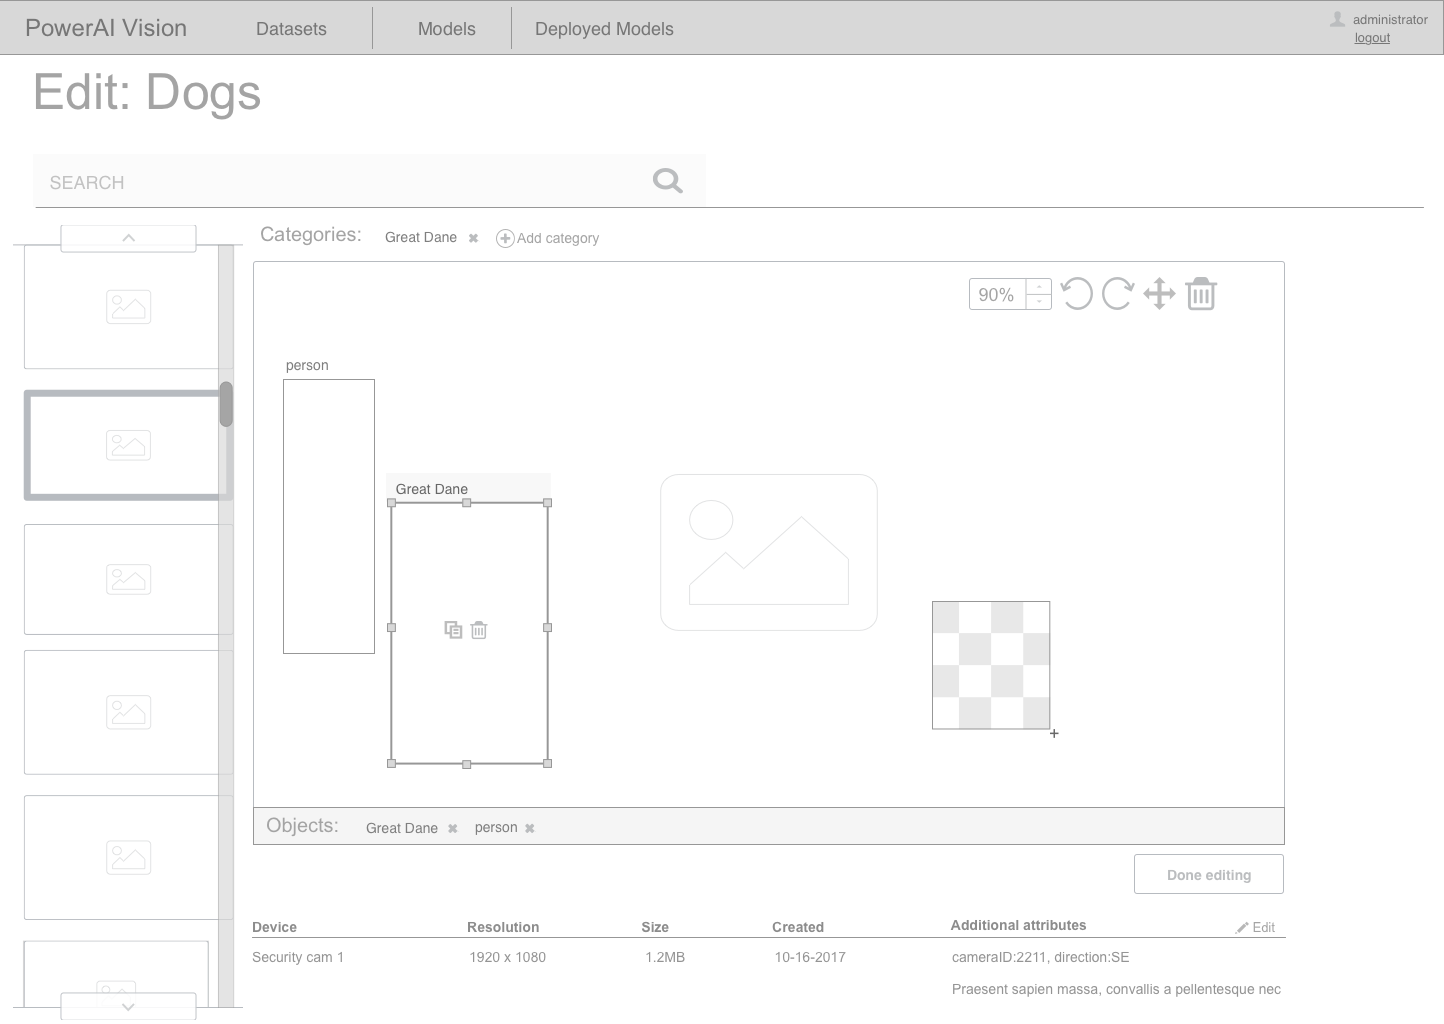 PowerAI Vision Datasets Models Deployed Models administrator
logout
Edit: Dogs
SEARCH
Categories: Great Dane Add category
90%
person
Great Dane
Objects: Great Dane person
Done editing
Device Resolution Size Created Additional attributes Edit
Security cam 1 1920 x 1080 1.2MB 10-16-2017 cameraID:2211, direction:SE
Praesent sapien massa, convallis a pellentesque nec